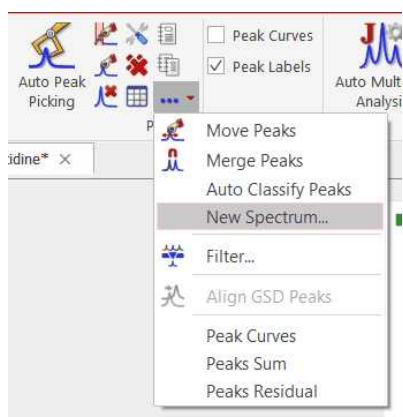 Auto Peak
Picking
Peak Curves
Peak Labels
Auto Mult
Analysi
P
idine* ×
Move Peaks
Merge Peaks
Auto Classify Peaks
New Spectrum...
Filter...
Align GSD Peaks
Peak Curves
Peaks Sum
Peaks Residual